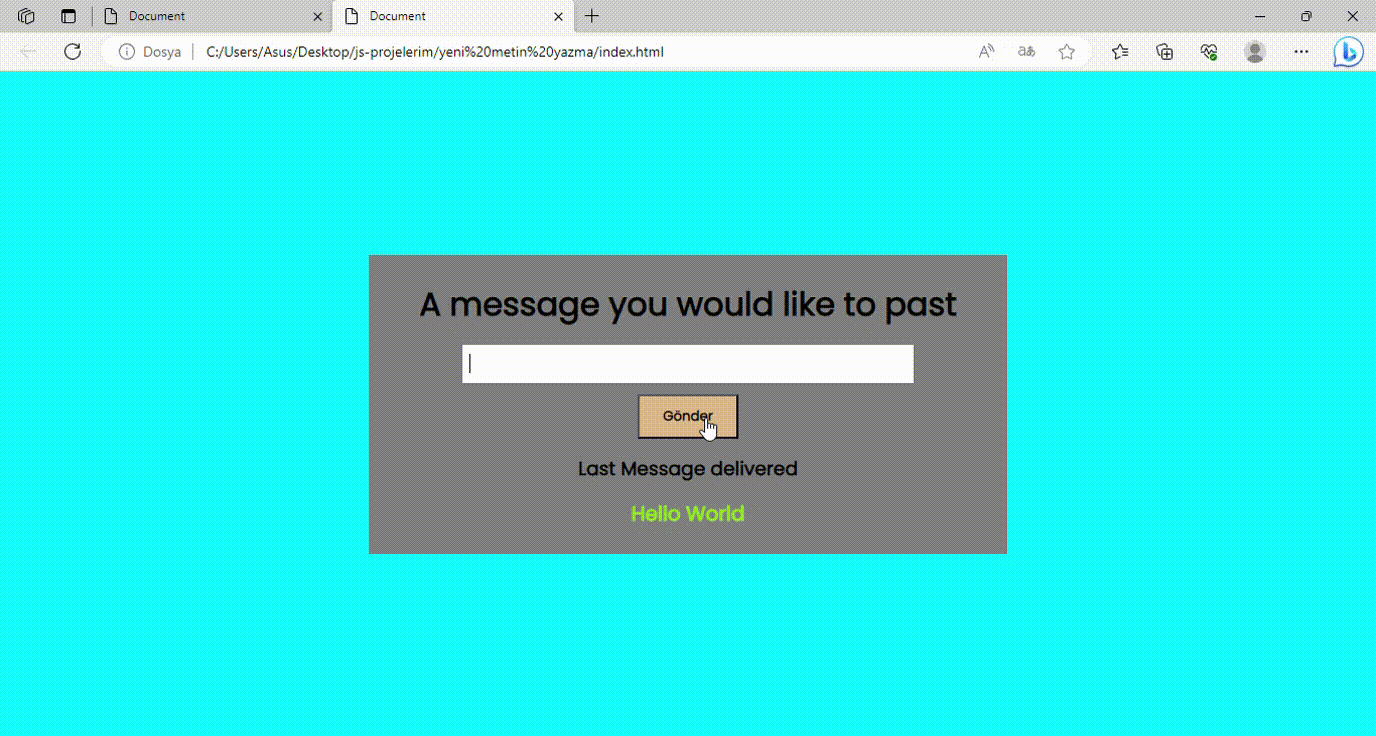 Document
Document
Dosya
C:/Users/Asus/Desktop/js-projelerim/yeni%20metin%20yazma/index.html
A message you would like to past
Gönder
Last Message delivered
Hello World